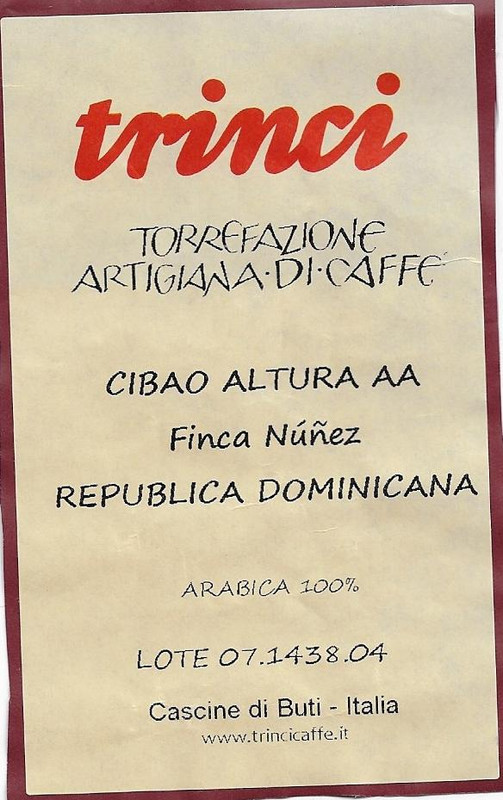 trinci
TORREFAZIONE
ARTIGIANA·DI·CAFFE'
CIBAO ALTURA AA
Finca Núñez
REPUBLICA DOMINICANA
ARABICA 100%
LOTE 07.1438.04
Cascine di Buti - Italia
www.trincicaffe.it